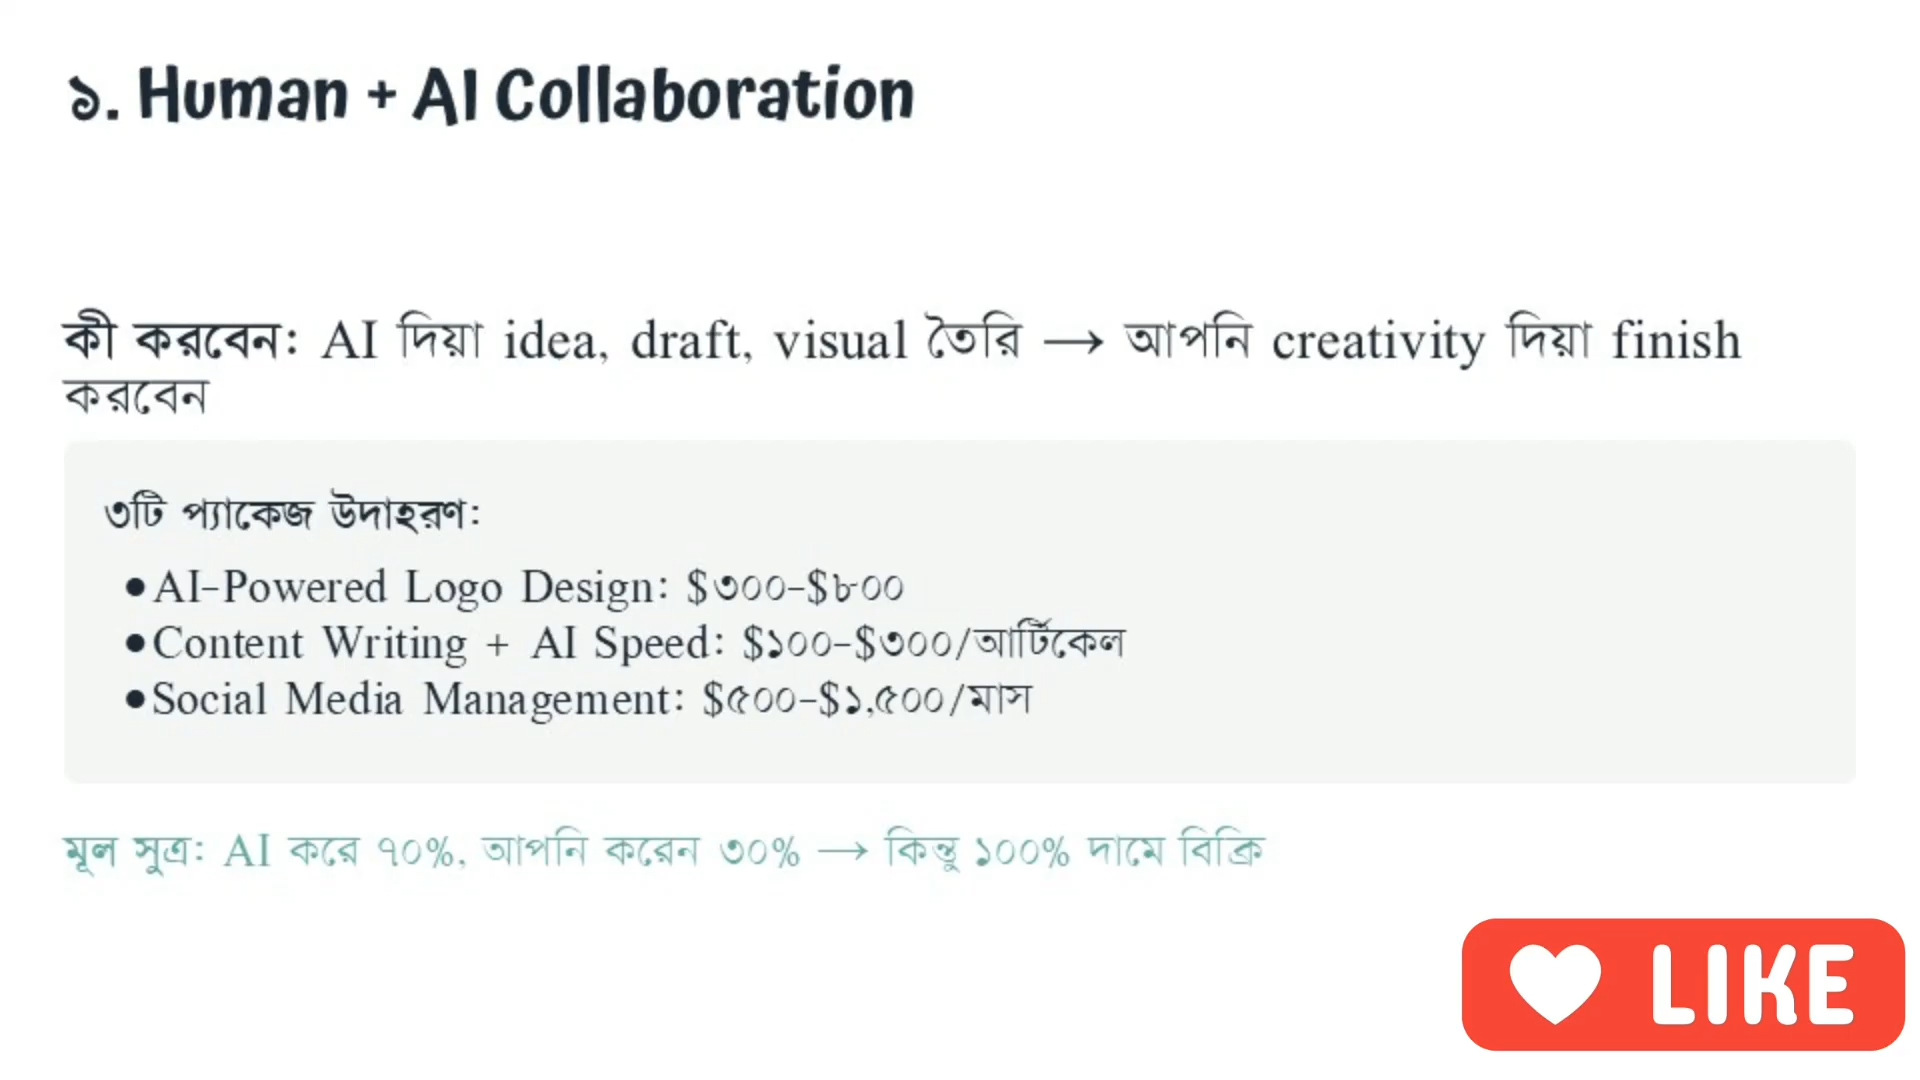 ১. Human + AI Collaboration
কী করবেন: AI দিয়া idea, draft, visual তৈরি → আপনি creativity দিয়া finish
করবেন
৩টি প্যাকেজ উদাহরণ:
●AI-Powered Logo Design: $৩০০-$৮০০
●Content Writing + AI Speed: $১০০-$৩০০/আর্টিকেল
●Social Media Management: $৫০০-$১,৫০০/মাস
মূল সুত্র: AI করে ৭০%, আপনি করেন ৩০% → কিন্তু ১০০% দামে বিক্রি
LIKE